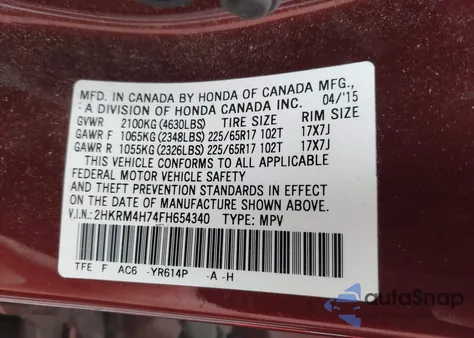 MFD. IN CANADA BY HONDA OF CANADA MFG.,
: A DIVISION OF HONDA CANADA INC. 04/'15
GVWR 2100KG (4630LBS) TIRE SIZE RIM SIZE
GAWR F 1065KG (2348LBS) 225/65R17 102T 17X7J
GAWR R 1055KG (2326LBS) 225/65R17 102T 17X7J
THIS VEHICLE CONFORMS TO ALL APPLICABLE
FEDERAL MOTOR VEHICLE SAFETY
AND THEFT PREVENTION STANDARDS IN EFFECT
ON THE DATE OF MANUFACTURE SHOWN ABOVE.
V.I.N.: 2HKRM4H74FH654340 TYPE: MPV
TFE F AC6 -YR614P -A -H
autoSnap